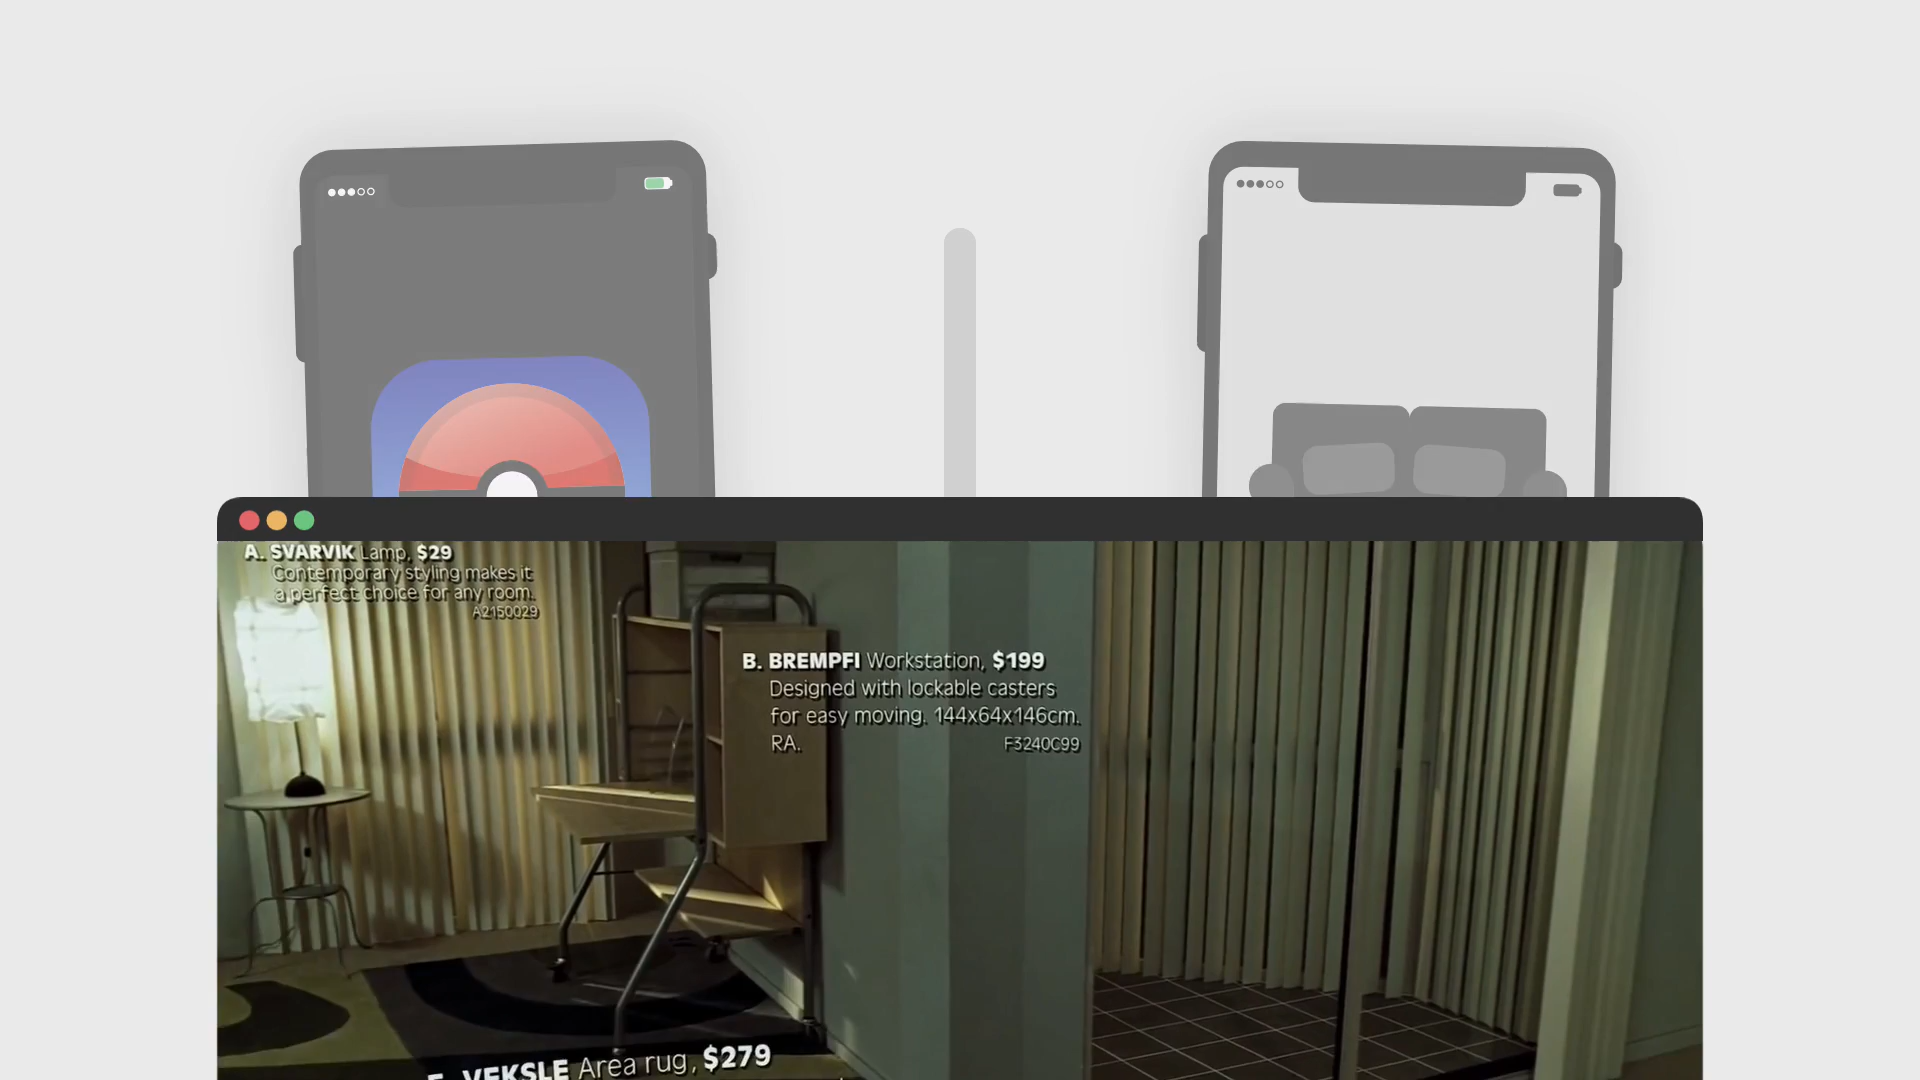 A. SVARVIK Lamp, $29
Contemporary styling makes it
a perfect choice for any room.
A2150029
B. BREMPFI Workstation, $199
Designed with lockable casters
for easy moving. 144x64x146cm.
RA.
F3240C99
VEKSLE Area rug, $279